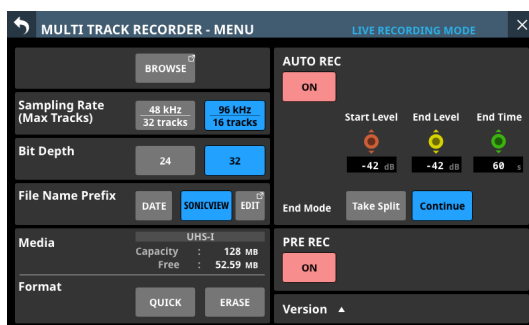 MULTI TRACK RECORDER - MENU
LIVE RECORDING MODE
BROWSE
Sampling Rate
(Max Tracks)
48 kHz
32 tracks
96 kHz
16 tracks
Bit Depth
24
32
File Name Prefix
DATE
SONICVIEW
EDIT
Media
UHS-I
Capacity : 128 MB
Free : 52.59 MB
Format
QUICK
ERASE
AUTO REC
ON
Start Level End Level End Time
-42 dB -42 dB 60 s
End Mode
Take Split
Continue
PRE REC
ON
Version ▲